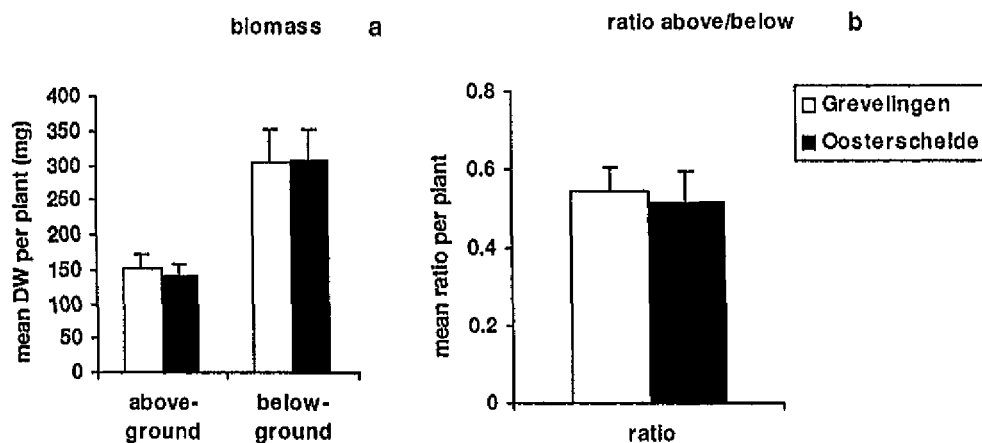 biomass a
mean DW per plant (mg)
400
350
300
250
200
150
100
50
0
above-
ground
below-
ground
ratio above/below b
mean ratio per plant
0.8
0.6
0.4
0.2
0
ratio
Grevelingen
Oosterschelde